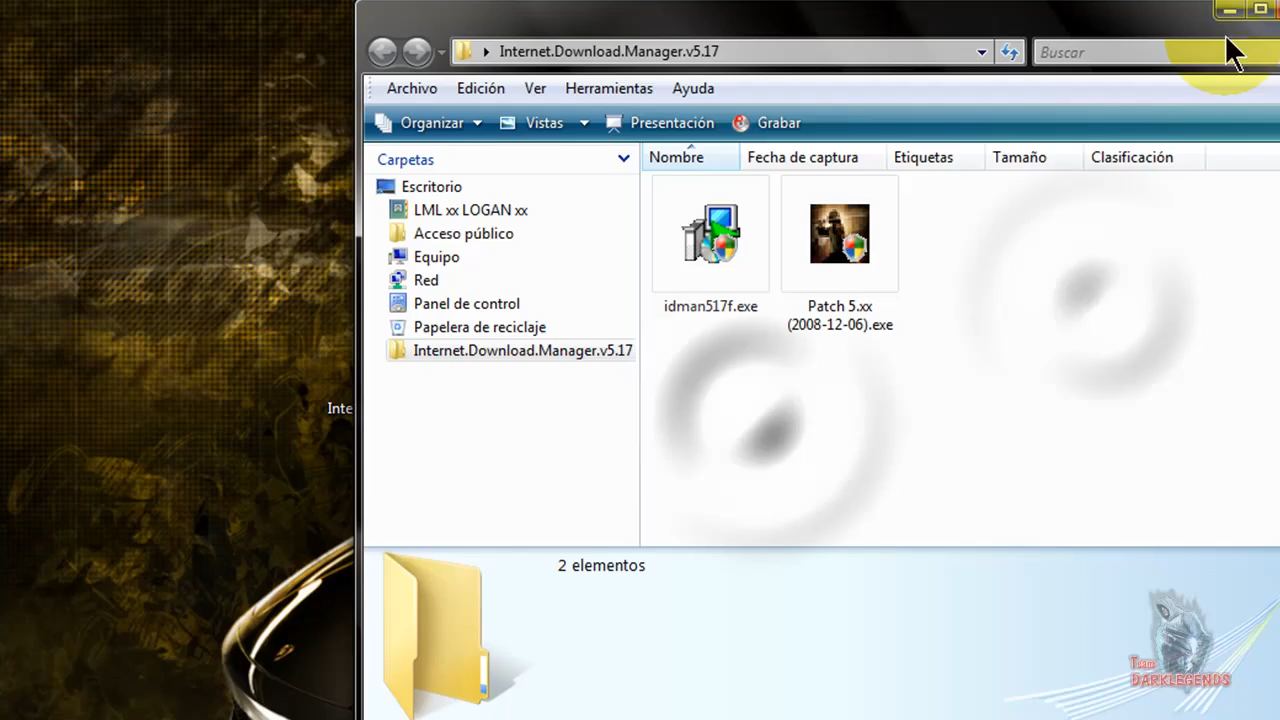 Internet.Download.Manager.v5.17
Buscar
Archivo Edición Ver Herramientas Ayuda
Organizar Vistas Presentación Grabar
Carpetas
Nombre Fecha de captura Etiquetas Tamaño Clasificación
Escritorio
LML xx LOGAN xx
Acceso público
Equipo
Red
Panel de control
Papelera de reciclaje
Internet.Download.Manager.v5.17
idman517f.exe
Patch 5.xx
(2008-12-06).exe
Inte
2 elementos
Team
DARKLEGENDS